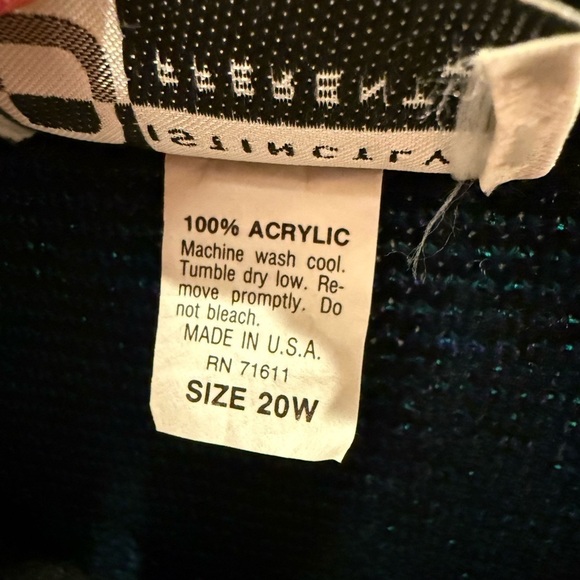 100% ACRYLIC
Machine wash cool.
Tumble dry low. Re-
move promptly. Do
not bleach.
MADE IN U.S.A.
RN 71611
SIZE 20W